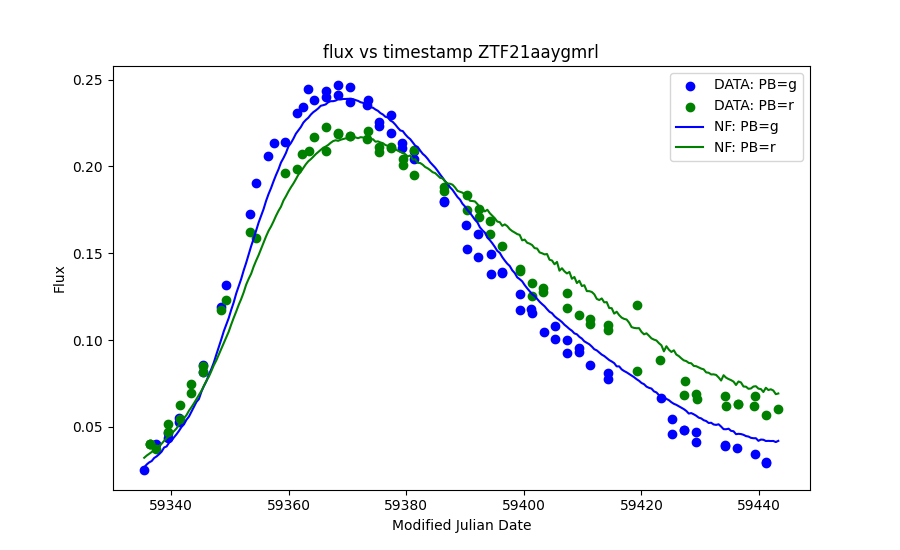 flux vs timestamp ZTF21aaygmrl
DATA: PB=g
DATA: PB=r
NF: PB=g
NF: PB=r
0.25
0.20
0.15
0.10
0.05
Flux
59340 59360 59380 59400 59420 59440
Modified Julian Date